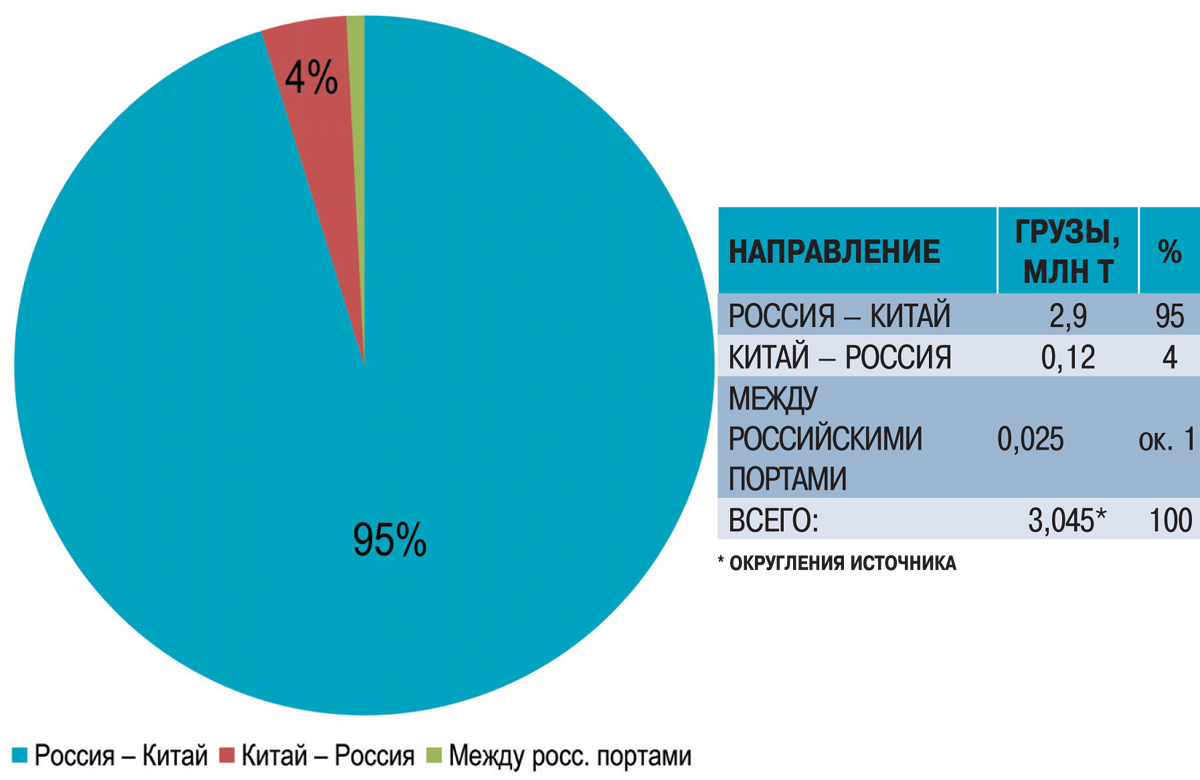 4%
95%
Россия – Китай Китай – Россия Между росс. портами
НАПРАВЛЕНИЕ ГРУЗЫ, МЛН Т %
РОССИЯ – КИТАЙ 2,9 95
КИТАЙ – РОССИЯ 0,12 4
МЕЖДУ
РОССИЙСКИМИ 0,025 ок. 1
ПОРТАМИ
ВСЕГО: 3,045* 100
* ОКРУГЛЕНИЯ ИСТОЧНИКА